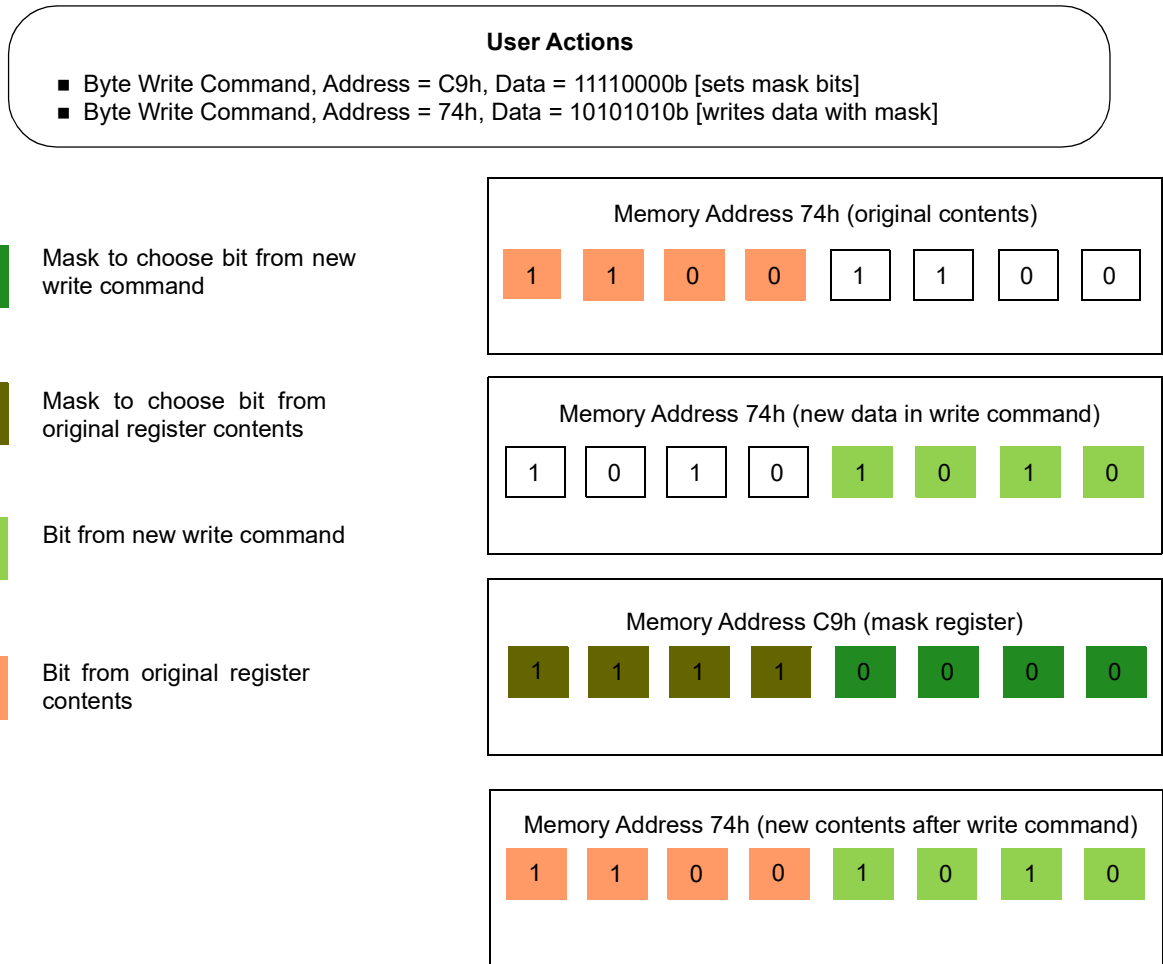 User Actions
■ Byte Write Command, Address = C9h, Data = 11110000b [sets mask bits]
■ Byte Write Command, Address = 74h, Data = 10101010b [writes data with mask]
Mask to choose bit from new
write command
Mask to choose bit from
original register contents
Bit from new write command
Bit from original register
contents
Memory Address 74h (original contents)
1 1 0 0 1 1 0 0
Memory Address 74h (new data in write command)
1 0 1 0 1 0 1 0
Memory Address C9h (mask register)
1 1 1 1 0 0 0 0
Memory Address 74h (new contents after write command)
1 1 0 0 1 0 1 0